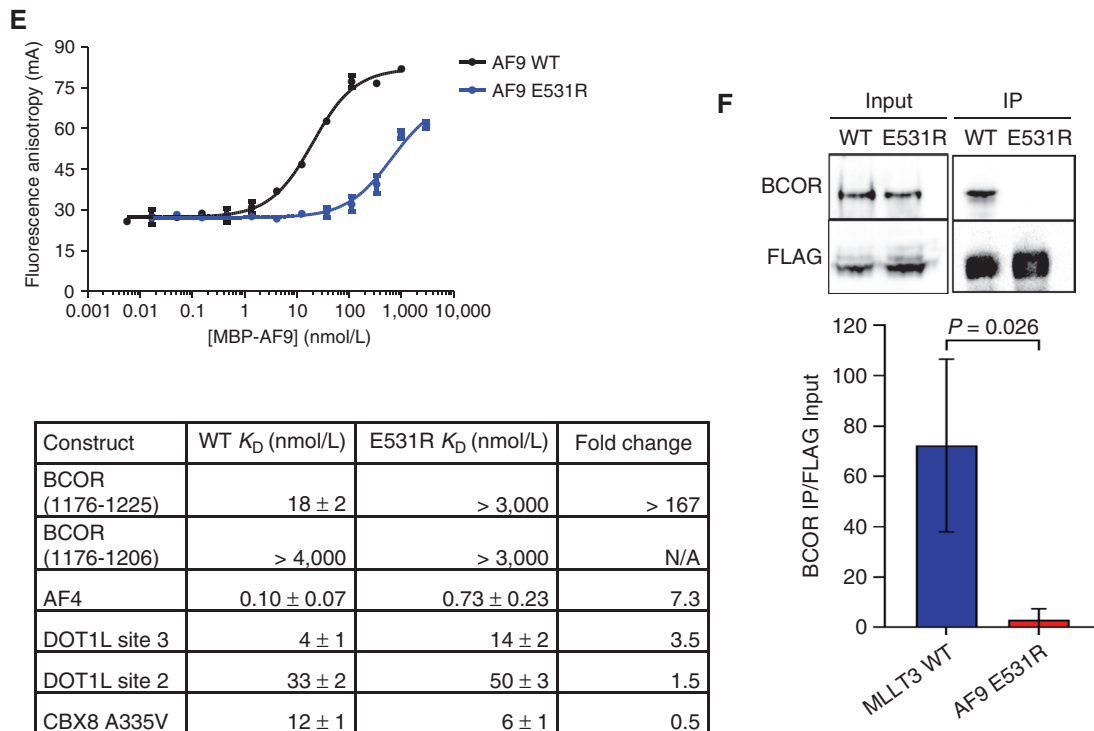 E
Fluorescence anisotropy (mA)
90
75
60
45
30
15
0
0.001 0.01 0.1 1 10 100 1,000 10,000
[MBP-AF9] (nmol/L)
AF9 WT
AF9 E531R
Construct WT KD (nmol/L) E531R KD (nmol/L) Fold change
BCOR
(1176-1225) 18 ± 2 > 3,000 > 167
BCOR
(1176-1206) > 4,000 > 3,000 N/A
AF4 0.10 ± 0.07 0.73 ± 0.23 7.3
DOT1L site 3 4 ± 1 14 ± 2 3.5
DOT1L site 2 33 ± 2 50 ± 3 1.5
CBX8 A335V 12 ± 1 6 ± 1 0.5
F
Input IP
WT E531R WT E531R
BCOR
FLAG
BCOR IP/FLAG Input
120
100
80
60
40
20
0
P = 0.026
MLLT3 WT
AF9 E531R